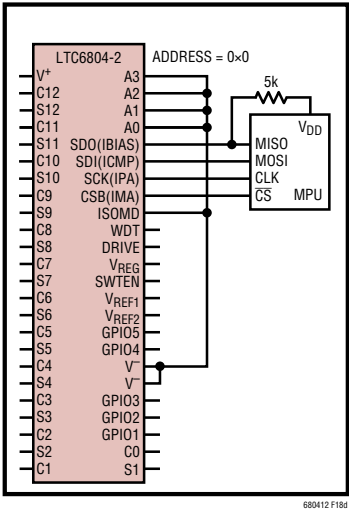 LTC6804-2 ADDRESS = 0×0
V+ A3
C12 A2
S12 A1
C11 A0
S11 SDO(IBIAS)
C10 SDI(ICMP)
S10 SCK(IPA)
C9 CSB(IMA)
S9 ISOMD
C8 WDT
S8 DRIVE
C7 VREG
S7 SWTEN
C6 VREF1
S6 VREF2
C5 GPIO5
S5 GPIO4
C4 V–
S4 V–
C3 GPIO3
S3 GPIO2
C2 GPIO1
S2 C0
C1 S1
5k
VDD
MISO
MOSI
CLK
C̅S̅ MPU
680412 F18d